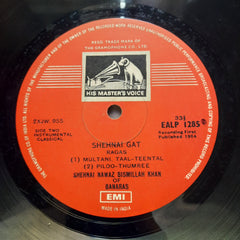 REGD. TRADE MARK OF
THE GRAMOPHONE CO. LTD.
HIS MASTER'S VOICE
2XJW. 955
SIDE TWO
INSTRUMENTAL
CLASSICAL
33⅓
EALP 1285
Recording First
Published 1964
SHEHNAI GAT
RAGAS
(1) MULTANI: TAAL-TEENTAL
(2) PILOO-THUMREE
SHEHNAI NAWAZ BISMILLAH KHAN
OF
BANARAS
EMI
MADE IN INDIA